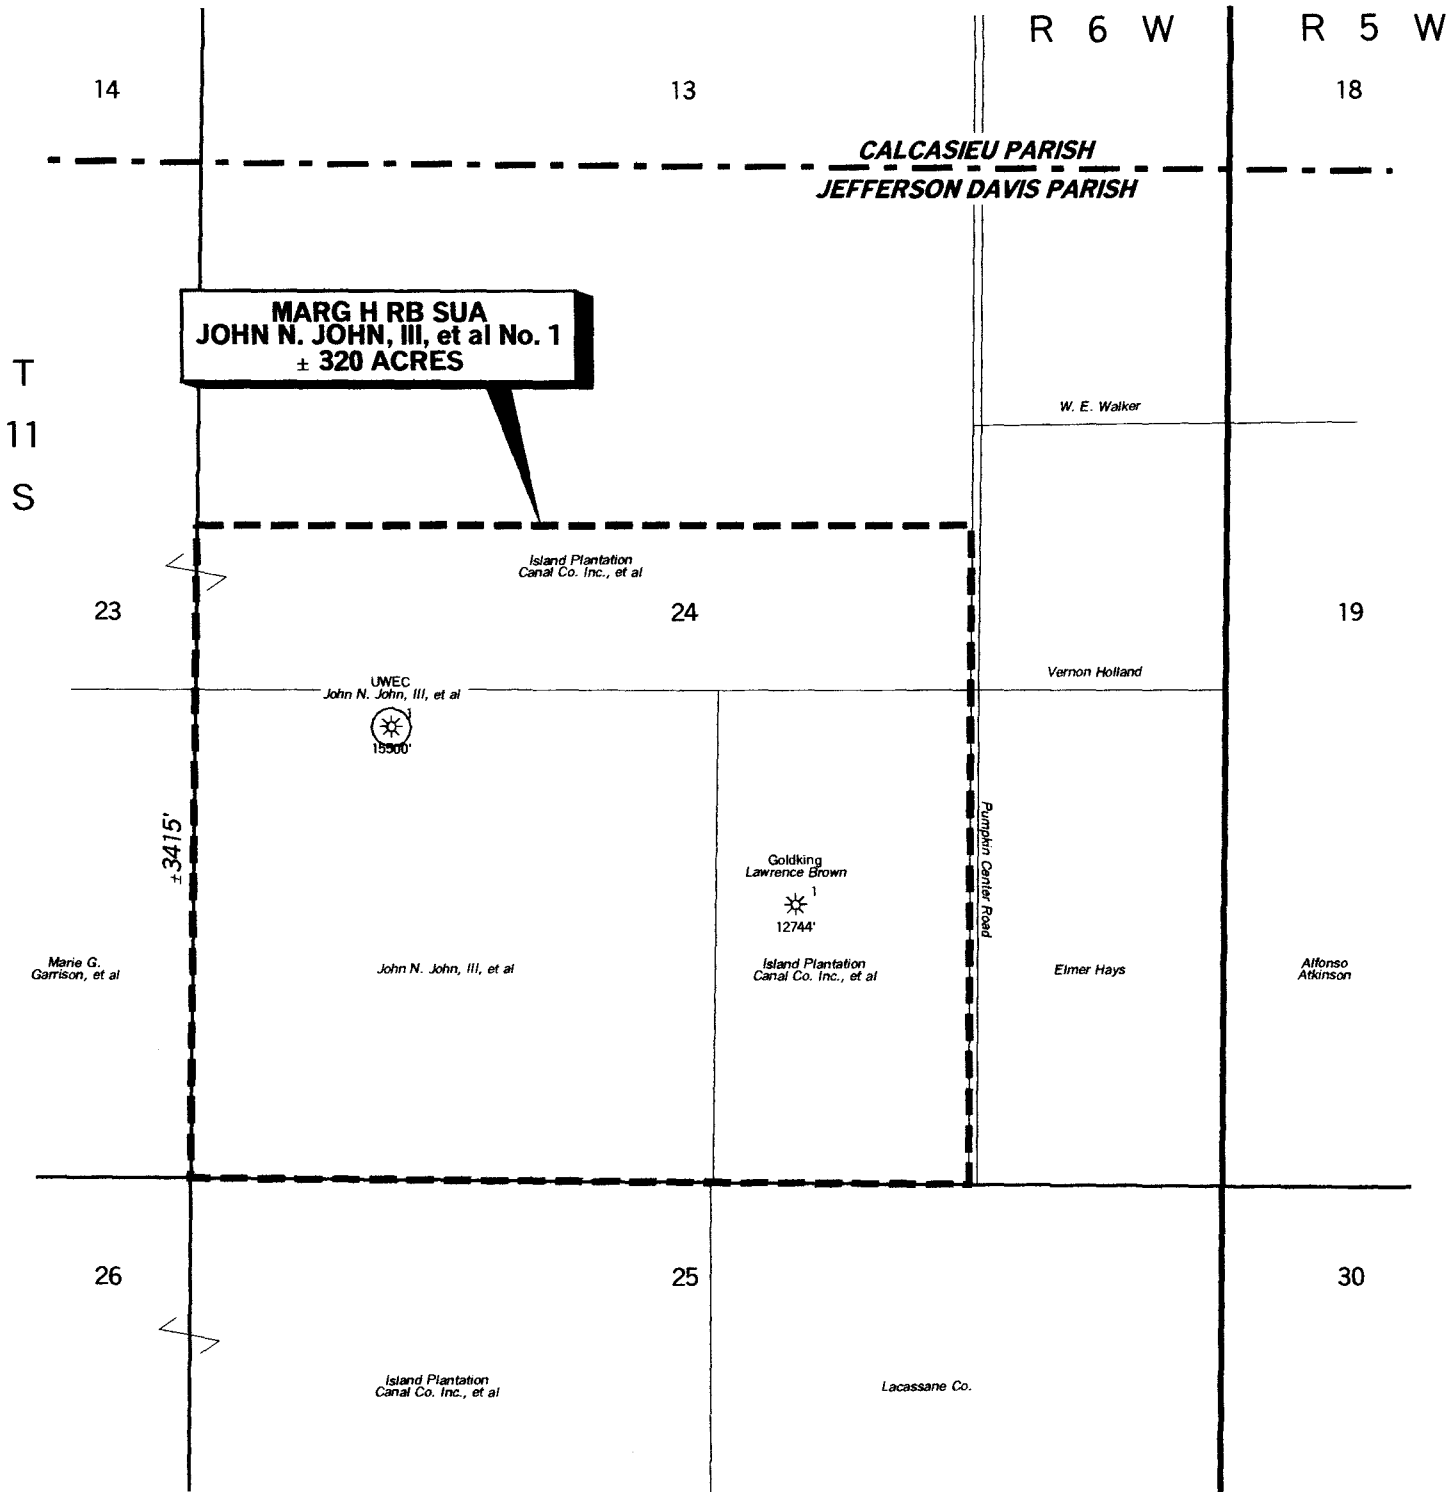 R 6 W
R 5 W
14
13
18
CALCASIEU PARISH
JEFFERSON DAVIS PARISH
MARG H RB SUA
JOHN N. JOHN, III, et al No. 1
± 320 ACRES
T
11
S
W. E. Walker
Island Plantation
Canal Co. Inc., et al
23
24
19
Vernon Holland
UWEC
John N. John, III, et al
1
15500'
±3415'
Pumpkin Center Road
Goldking
Lawrence Brown
1
12744'
Marie G.
Garrison, et al
John N. John, III, et al
Island Plantation
Canal Co. Inc., et al
Elmer Hays
Alfonso
Atkinson
26
25
30
Island Plantation
Canal Co. Inc., et al
Lacassane Co.